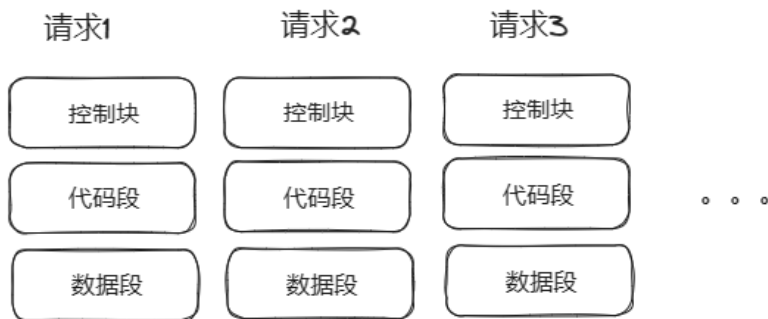 请求1 请求2 请求3
控制块 控制块 控制块
代码段 代码段 代码段
。。。
数据段 数据段 数据段